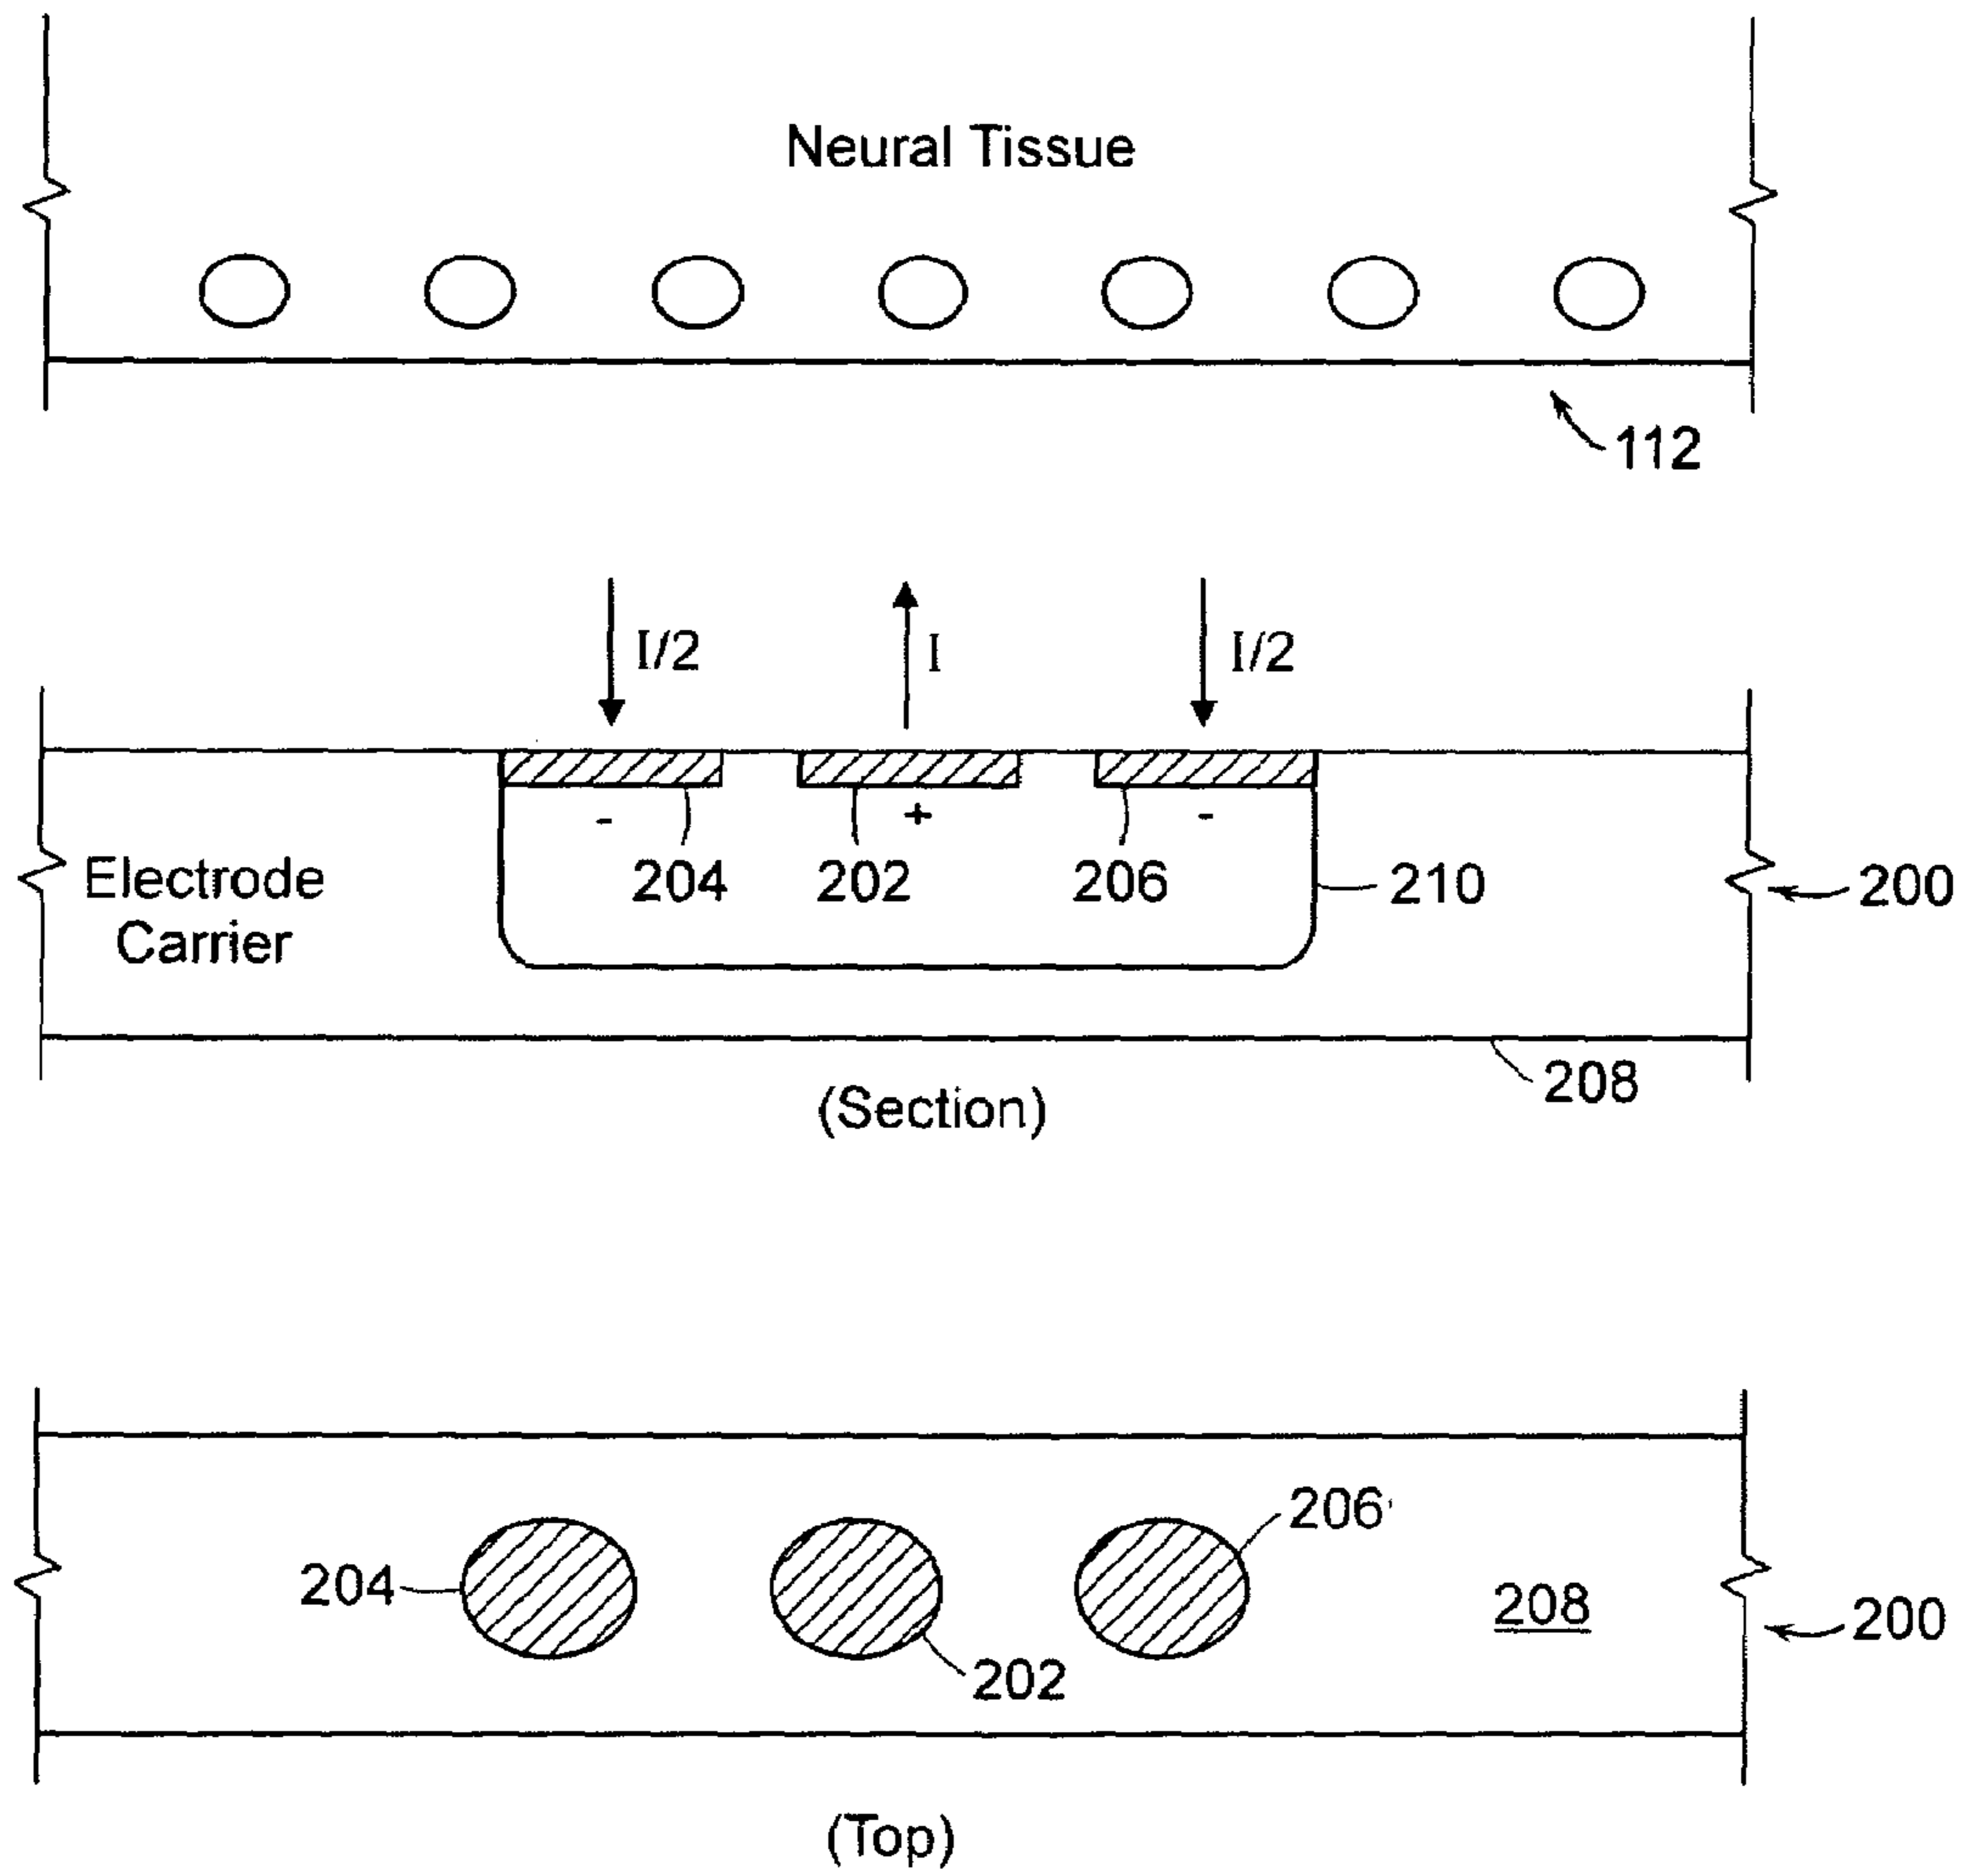 Neural Tissue
112
I/2 I I/2
- + -
204 202 206 210 200
Electrode
Carrier
208
(Section)
206'
204 208 200
202
(Top)